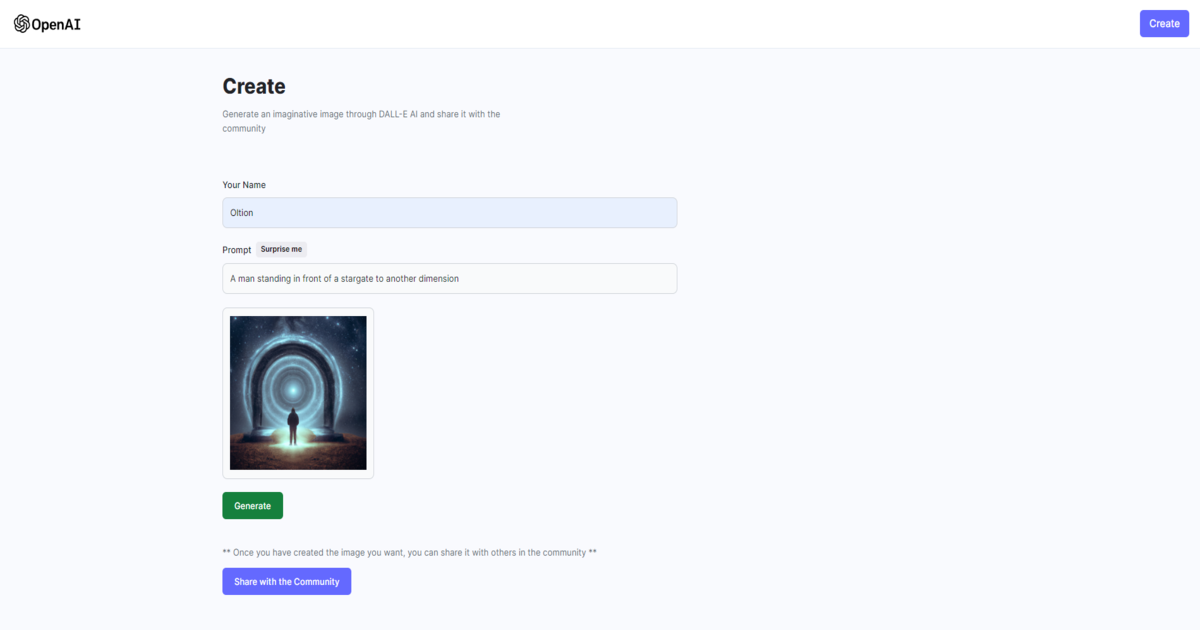 OpenAI
Create
Create
Generate an imaginative image through DALL-E AI and share it with the
community
Your Name
Oltion
Prompt Surprise me
A man standing in front of a stargate to another dimension
Generate
** Once you have created the image you want, you can share it with others in the community **
Share with the Community